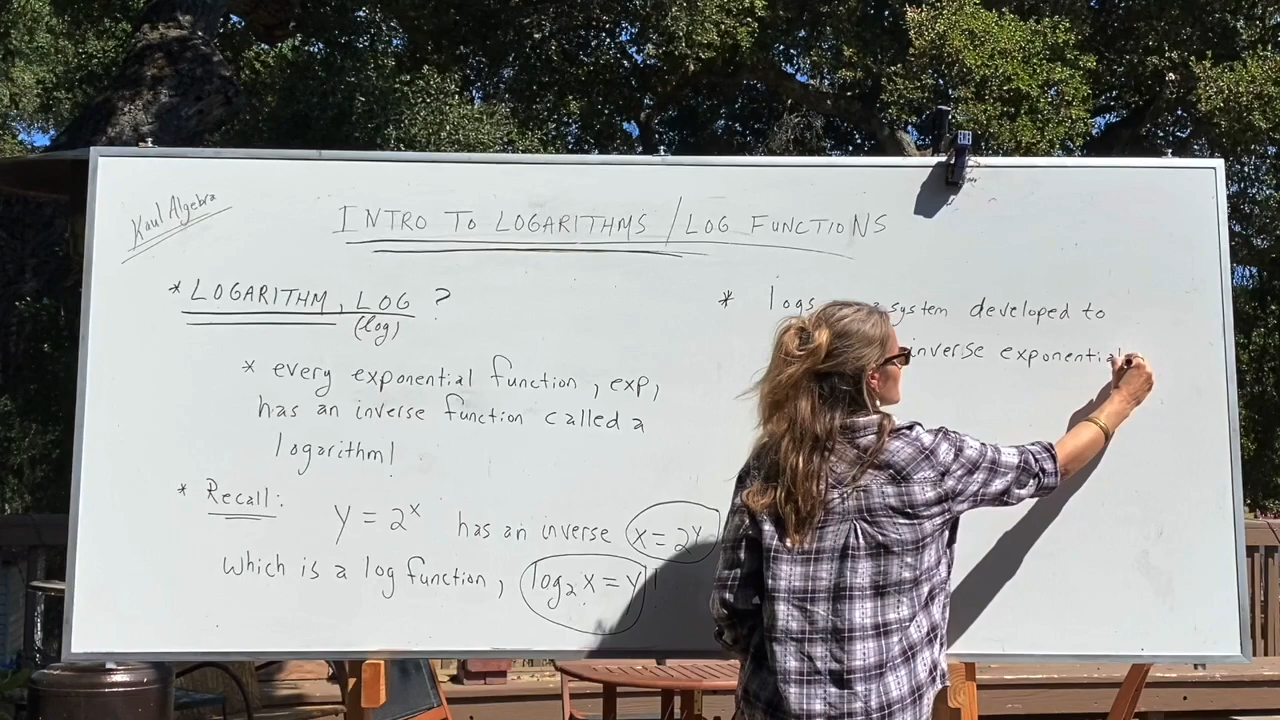 Kaul Algebra
INTRO TO LOGARITHMS / LOG FUNCTIONS
* LOGARITHM, LOG ?
(log)
* every exponential function, exp,
has an inverse function called a
logarithm!
* Recall: y = 2^x has an inverse x = 2^y
which is a log function, log₂ x = y !
* logs system developed to
inverse exponential